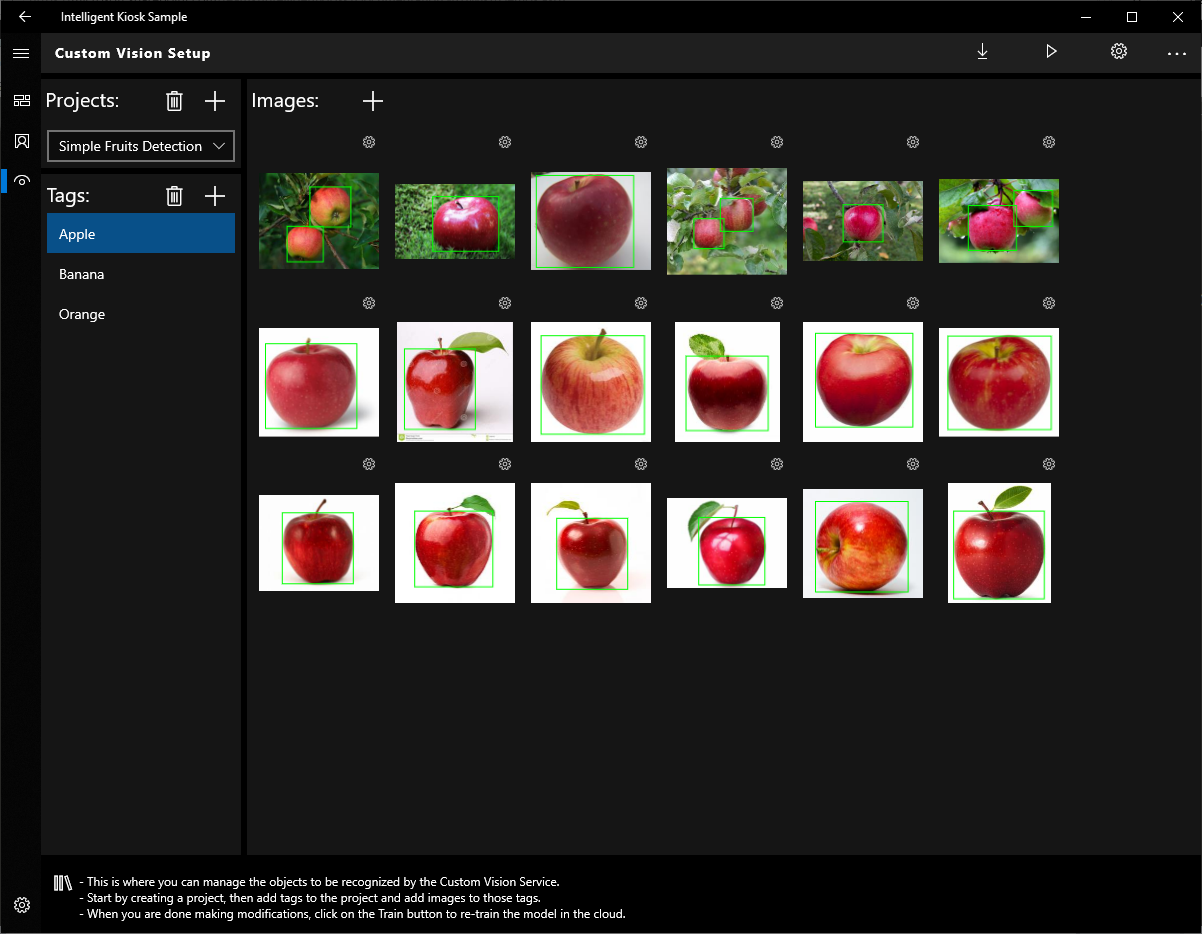 Intelligent Kiosk Sample
Custom Vision Setup
Projects:
Simple Fruits Detection
Tags:
Apple
Banana
Orange
Images:
- This is where you can manage the objects to be recognized by the Custom Vision Service.
- Start by creating a project, then add tags to the project and add images to those tags.
- When you are done making modifications, click on the Train button to re-train the model in the cloud.